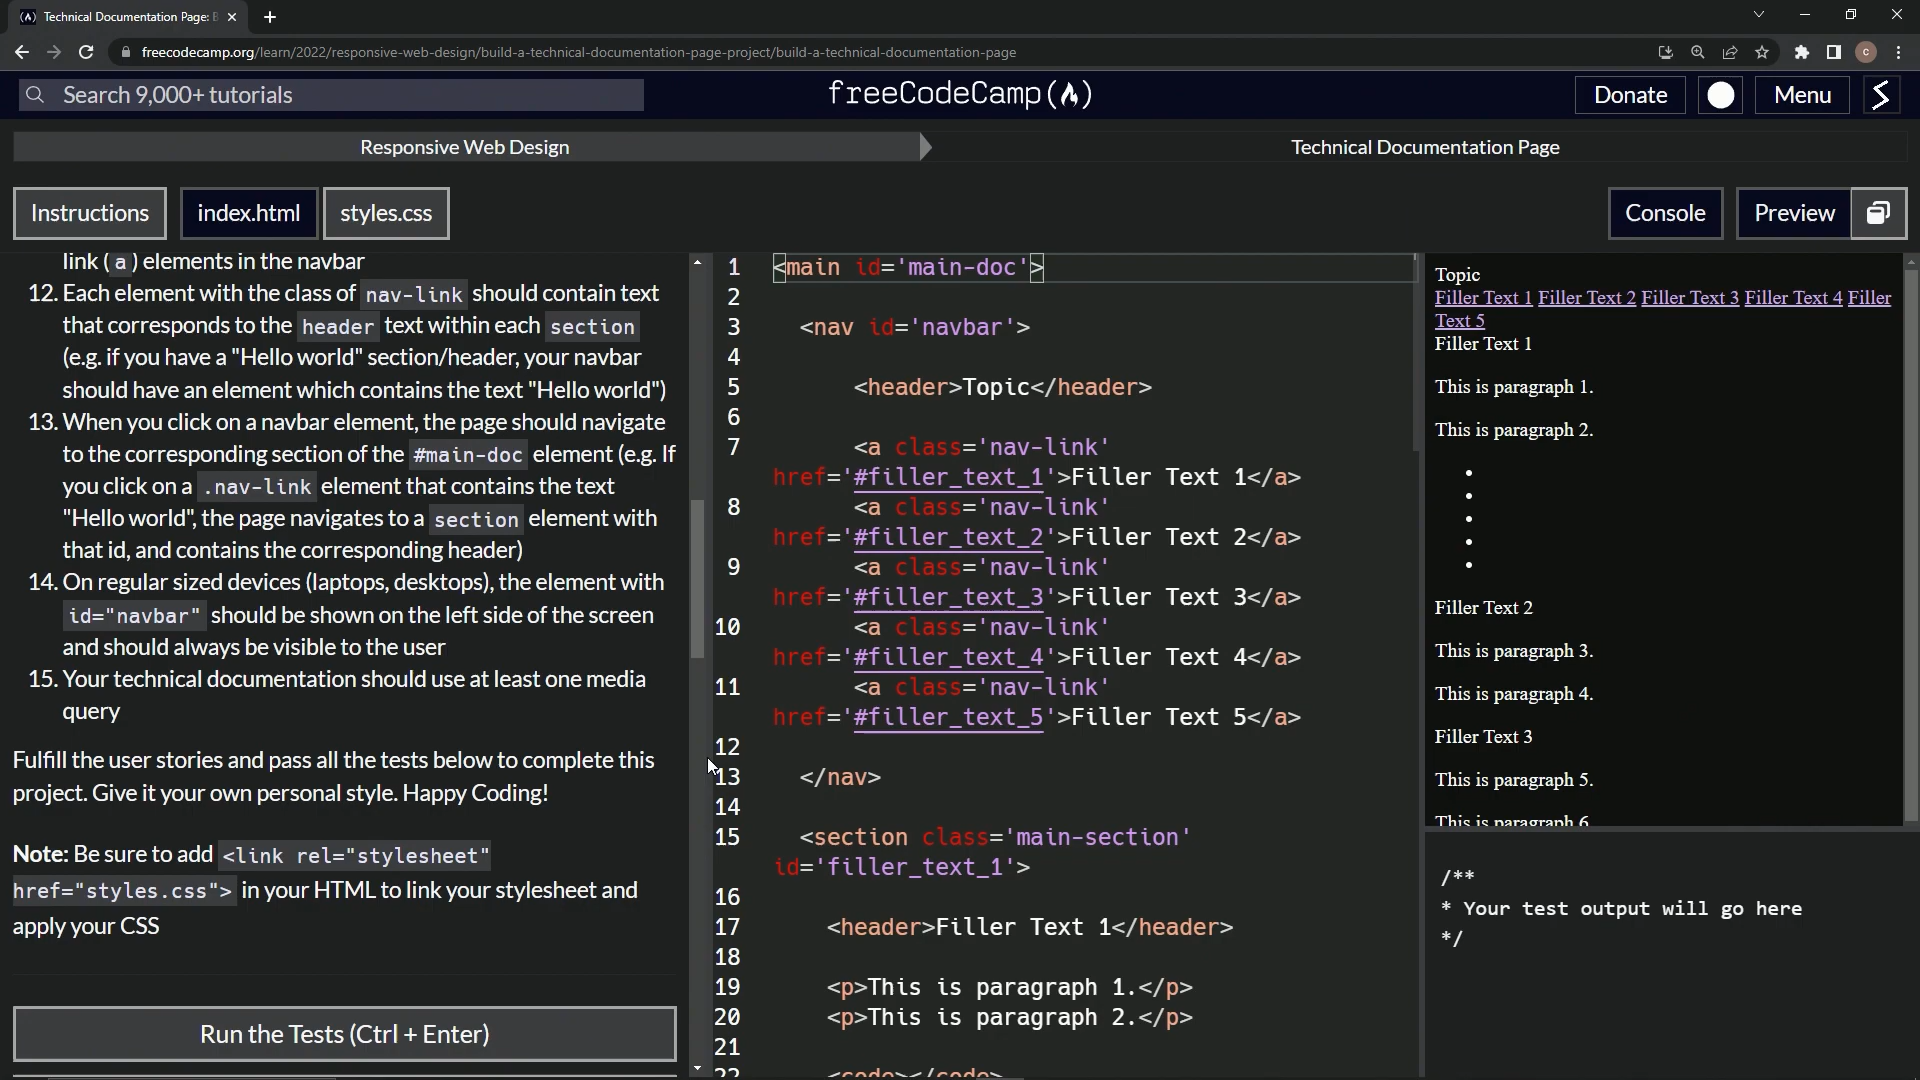 Technical Documentation Page: B
freecodecamp.org/learn/2022/responsive-web-design/build-a-technical-documentation-page-project/build-a-technical-documentation-page
C
Search 9,000+ tutorials
freeCodeCamp(🔥)
Donate
Menu
Responsive Web Design
Technical Documentation Page
Instructions
index.html
styles.css
Console
Preview
link ( a ) elements in the navbar
12. Each element with the class of nav-link should contain text
that corresponds to the header text within each section
(e.g. if you have a "Hello world" section/header, your navbar
should have an element which contains the text "Hello world")
13. When you click on a navbar element, the page should navigate
to the corresponding section of the #main-doc element (e.g. If
you click on a .nav-link element that contains the text
"Hello world", the page navigates to a section element with
that id, and contains the corresponding header)
14. On regular sized devices (laptops, desktops), the element with
id="navbar" should be shown on the left side of the screen
and should always be visible to the user
15. Your technical documentation should use at least one media
query
Fulfill the user stories and pass all the tests below to complete this
project. Give it your own personal style. Happy Coding!
Note: Be sure to add <link rel="stylesheet"
href="styles.css"> in your HTML to link your stylesheet and
apply your CSS
Run the Tests (Ctrl + Enter)
1 <main id='main-doc'>
2
3 <nav id='navbar'>
4
5 <header>Topic</header>
6
7 <a class='nav-link'
href='#filler_text_1'>Filler Text 1</a>
8 <a class='nav-link'
href='#filler_text_2'>Filler Text 2</a>
9 <a class='nav-link'
href='#filler_text_3'>Filler Text 3</a>
10 <a class='nav-link'
href='#filler_text_4'>Filler Text 4</a>
11 <a class='nav-link'
href='#filler_text_5'>Filler Text 5</a>
12
13 </nav>
14
15 <section class='main-section'
id='filler_text_1'>
16
17 <header>Filler Text 1</header>
18
19 <p>This is paragraph 1.</p>
20 <p>This is paragraph 2.</p>
21
22 <code></code>
Topic
Filler Text 1 Filler Text 2 Filler Text 3 Filler Text 4 Filler
Text 5
Filler Text 1
This is paragraph 1.
This is paragraph 2.
•
•
•
•
•
Filler Text 2
This is paragraph 3.
This is paragraph 4.
Filler Text 3
This is paragraph 5.
This is paragraph 6.
/**
* Your test output will go here
*/